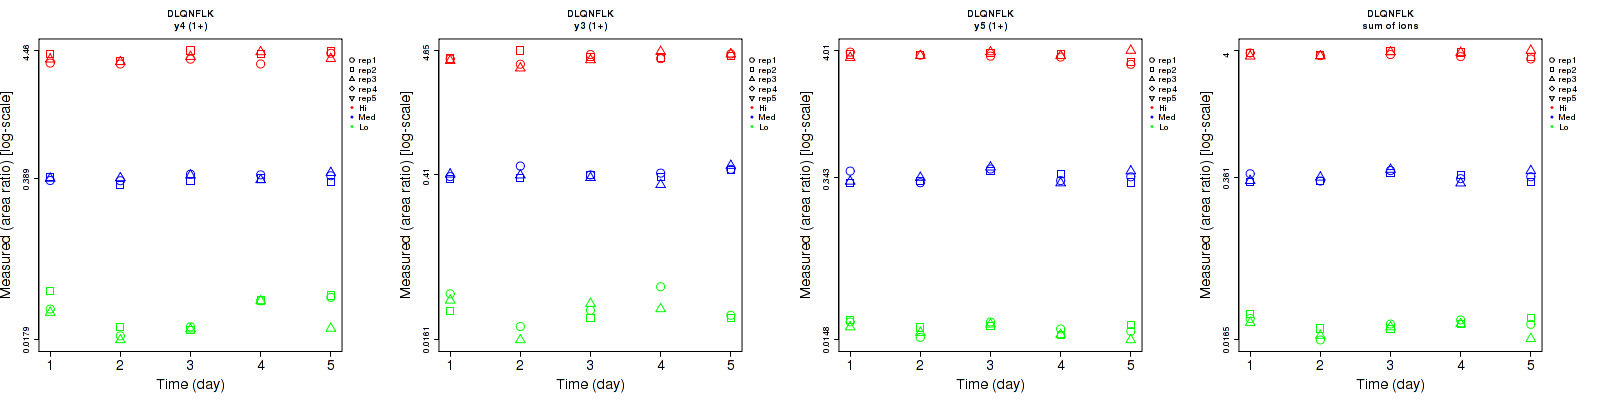 DLQNFLK
y4 (1+)
Measured (area ratio) [log-scale]
4.46
0.389
0.0179
1 2 3 4 5
Time (day)
rep1
rep2
rep3
rep4
rep5
Hi
Med
Lo
DLQNFLK
y3 (1+)
Measured (area ratio) [log-scale]
4.65
0.41
0.0161
1 2 3 4 5
Time (day)
rep1
rep2
rep3
rep4
rep5
Hi
Med
Lo
DLQNFLK
y5 (1+)
Measured (area ratio) [log-scale]
4.01
0.343
0.0148
1 2 3 4 5
Time (day)
rep1
rep2
rep3
rep4
rep5
Hi
Med
Lo
DLQNFLK
sum of ions
Measured (area ratio) [log-scale]
4
0.361
0.0165
1 2 3 4 5
Time (day)
rep1
rep2
rep3
rep4
rep5
Hi
Med
Lo